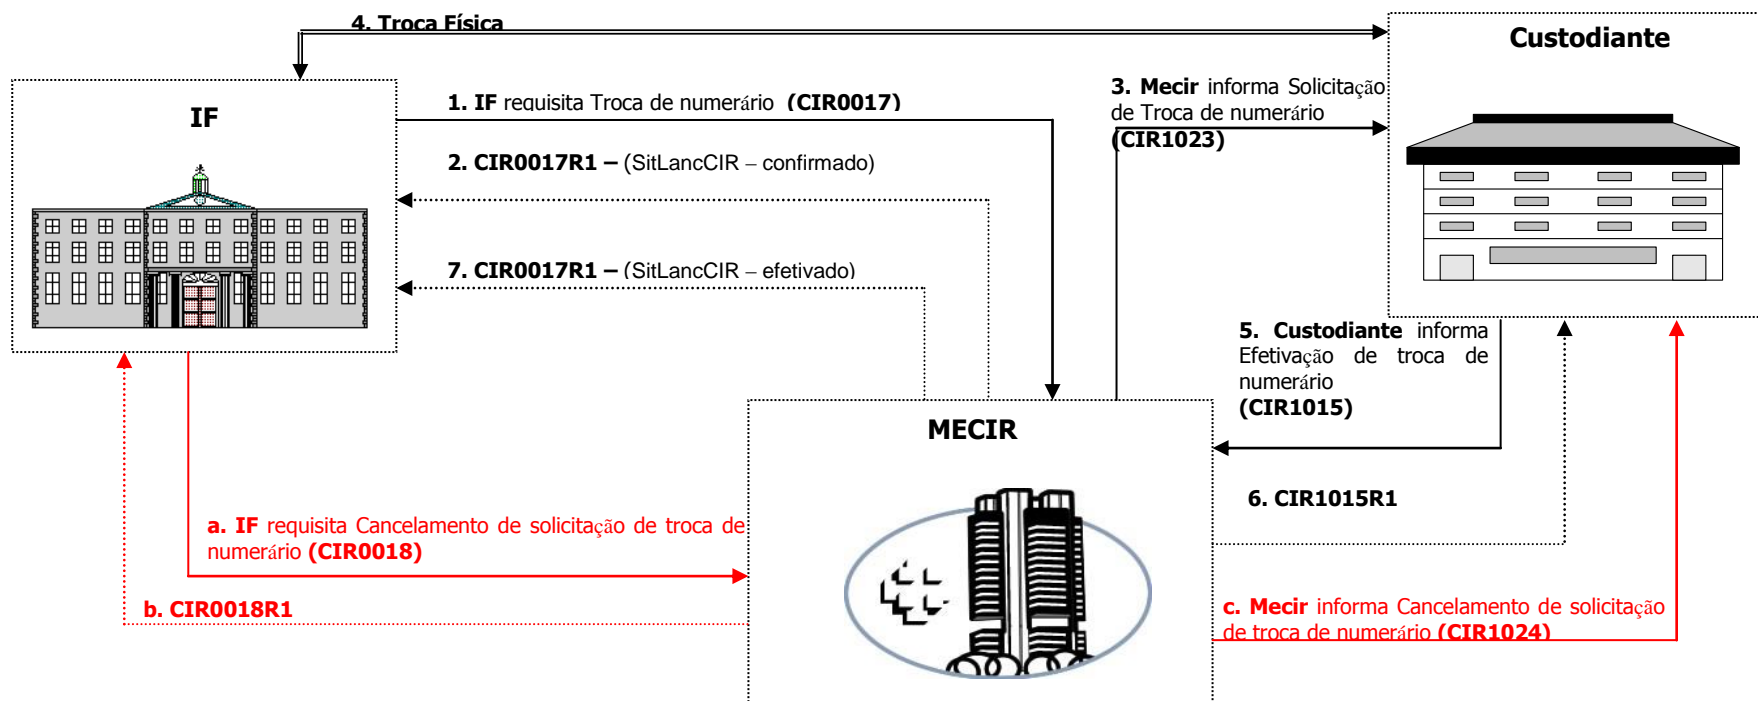 4. Troca Física
Custodiante
IF
1. IF requisita Troca de numerário (CIR0017)
2. CIR0017R1 – (SitLancCIR – confirmado)
7. CIR0017R1 – (SitLancCIR – efetivado)
3. Mecir informa Solicitação
de Troca de numerário
(CIR1023)
5. Custodiante informa
Efetivação de troca de
numerário
(CIR1015)
MECIR
6. CIR1015R1
a. IF requisita Cancelamento de solicitação de troca de
numerário (CIR0018)
b. CIR0018R1
c. Mecir informa Cancelamento de solicitação
de troca de numerário (CIR1024)